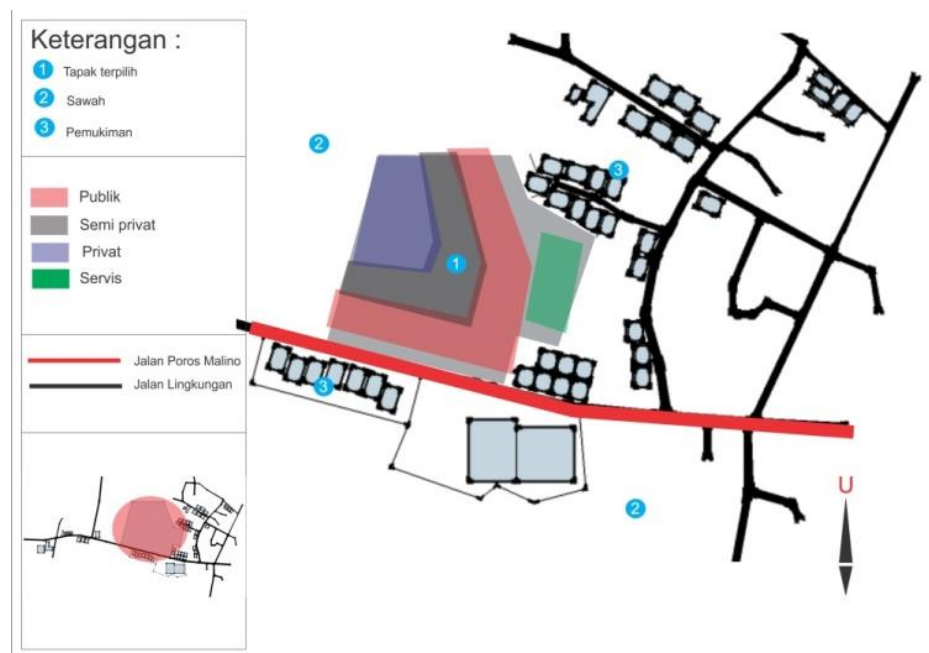 Keterangan :
1 Tapak terpilih
2 Sawah
3 Pemukiman
Publik
Semi privat
Privat
Servis
Jalan Poros Malino
Jalan Lingkungan
2
3
1
3
2
U